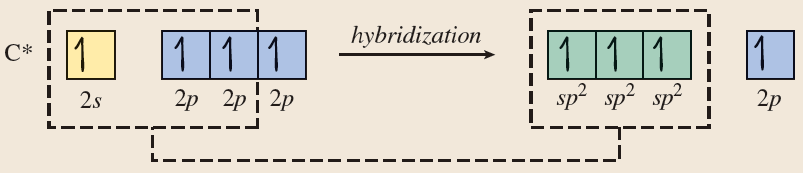 hybridization
C*
2s 2p 2p 2p sp² sp² sp² 2p